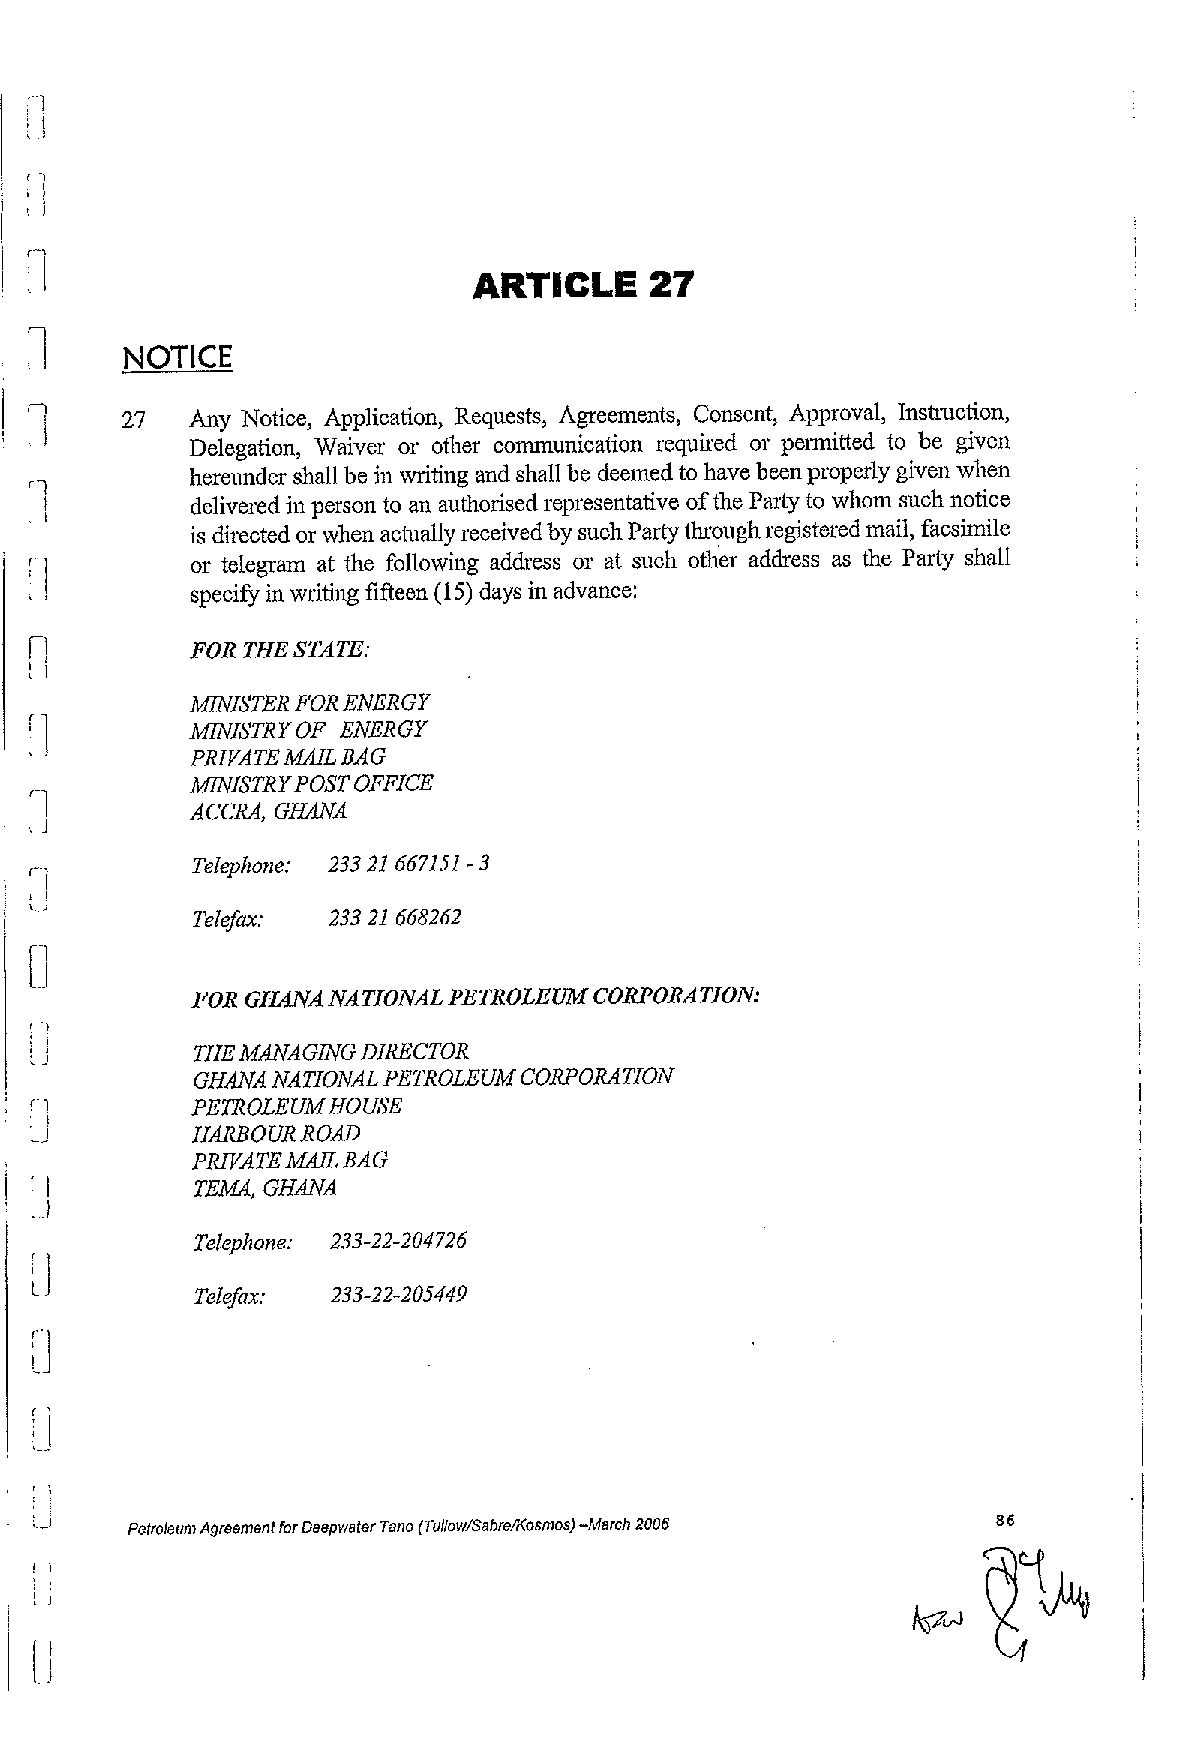 ARTICLE 27
NOTICE
27 Any Notice, Application, Requests, Agreements, Consent, Approval, Instruction,
Delegation, Waiver or other communication required or permitted to be given
hereunder shall be in writing and shall be deemed to have been properly given when
delivered in person to an authorised representative of the Party to whom such notice
is directed or when actually received by such Party through registered mail, facsimile
or telegram at the following address or at such other address as the Party shall
specify in writing fifteen (15) days in advance:
FOR THE STATE:
MINISTER FOR ENERGY
MINISTRY OF ENERGY
PRIVATE MAIL BAG
MINISTRY POST OFFICE
ACCRA, GHANA
Telephone: 233 21 667151 - 3
Telefax: 233 21 668262
FOR GHANA NATIONAL PETROLEUM CORPORATION:
THE MANAGING DIRECTOR
GHANA NATIONAL PETROLEUM CORPORATION
PETROLEUM HOUSE
HARBOUR ROAD
PRIVATE MAIL BAG
TEMA, GHANA
Telephone: 233-22-204726
Telefax: 233-22-205449
Petroleum Agreement for Deepwater Tano (Tullow/Sabre/Kosmos) –March 2006 86